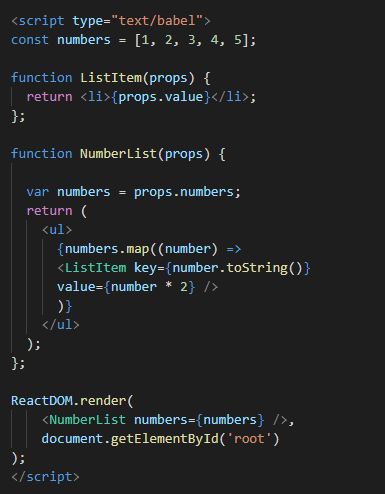 <script type="text/babel">
const numbers = [1, 2, 3, 4, 5];

function ListItem(props) {
  return <li>{props.value}</li>;
};

function NumberList(props) {

  var numbers = props.numbers;
  return (
    <ul>
      {numbers.map((number) =>
      <ListItem key={number.toString()}
      value={number * 2} />
      )}
    </ul>
  );
};

ReactDOM.render(
    <NumberList numbers={numbers} />,
    document.getElementById('root')
);
</script>